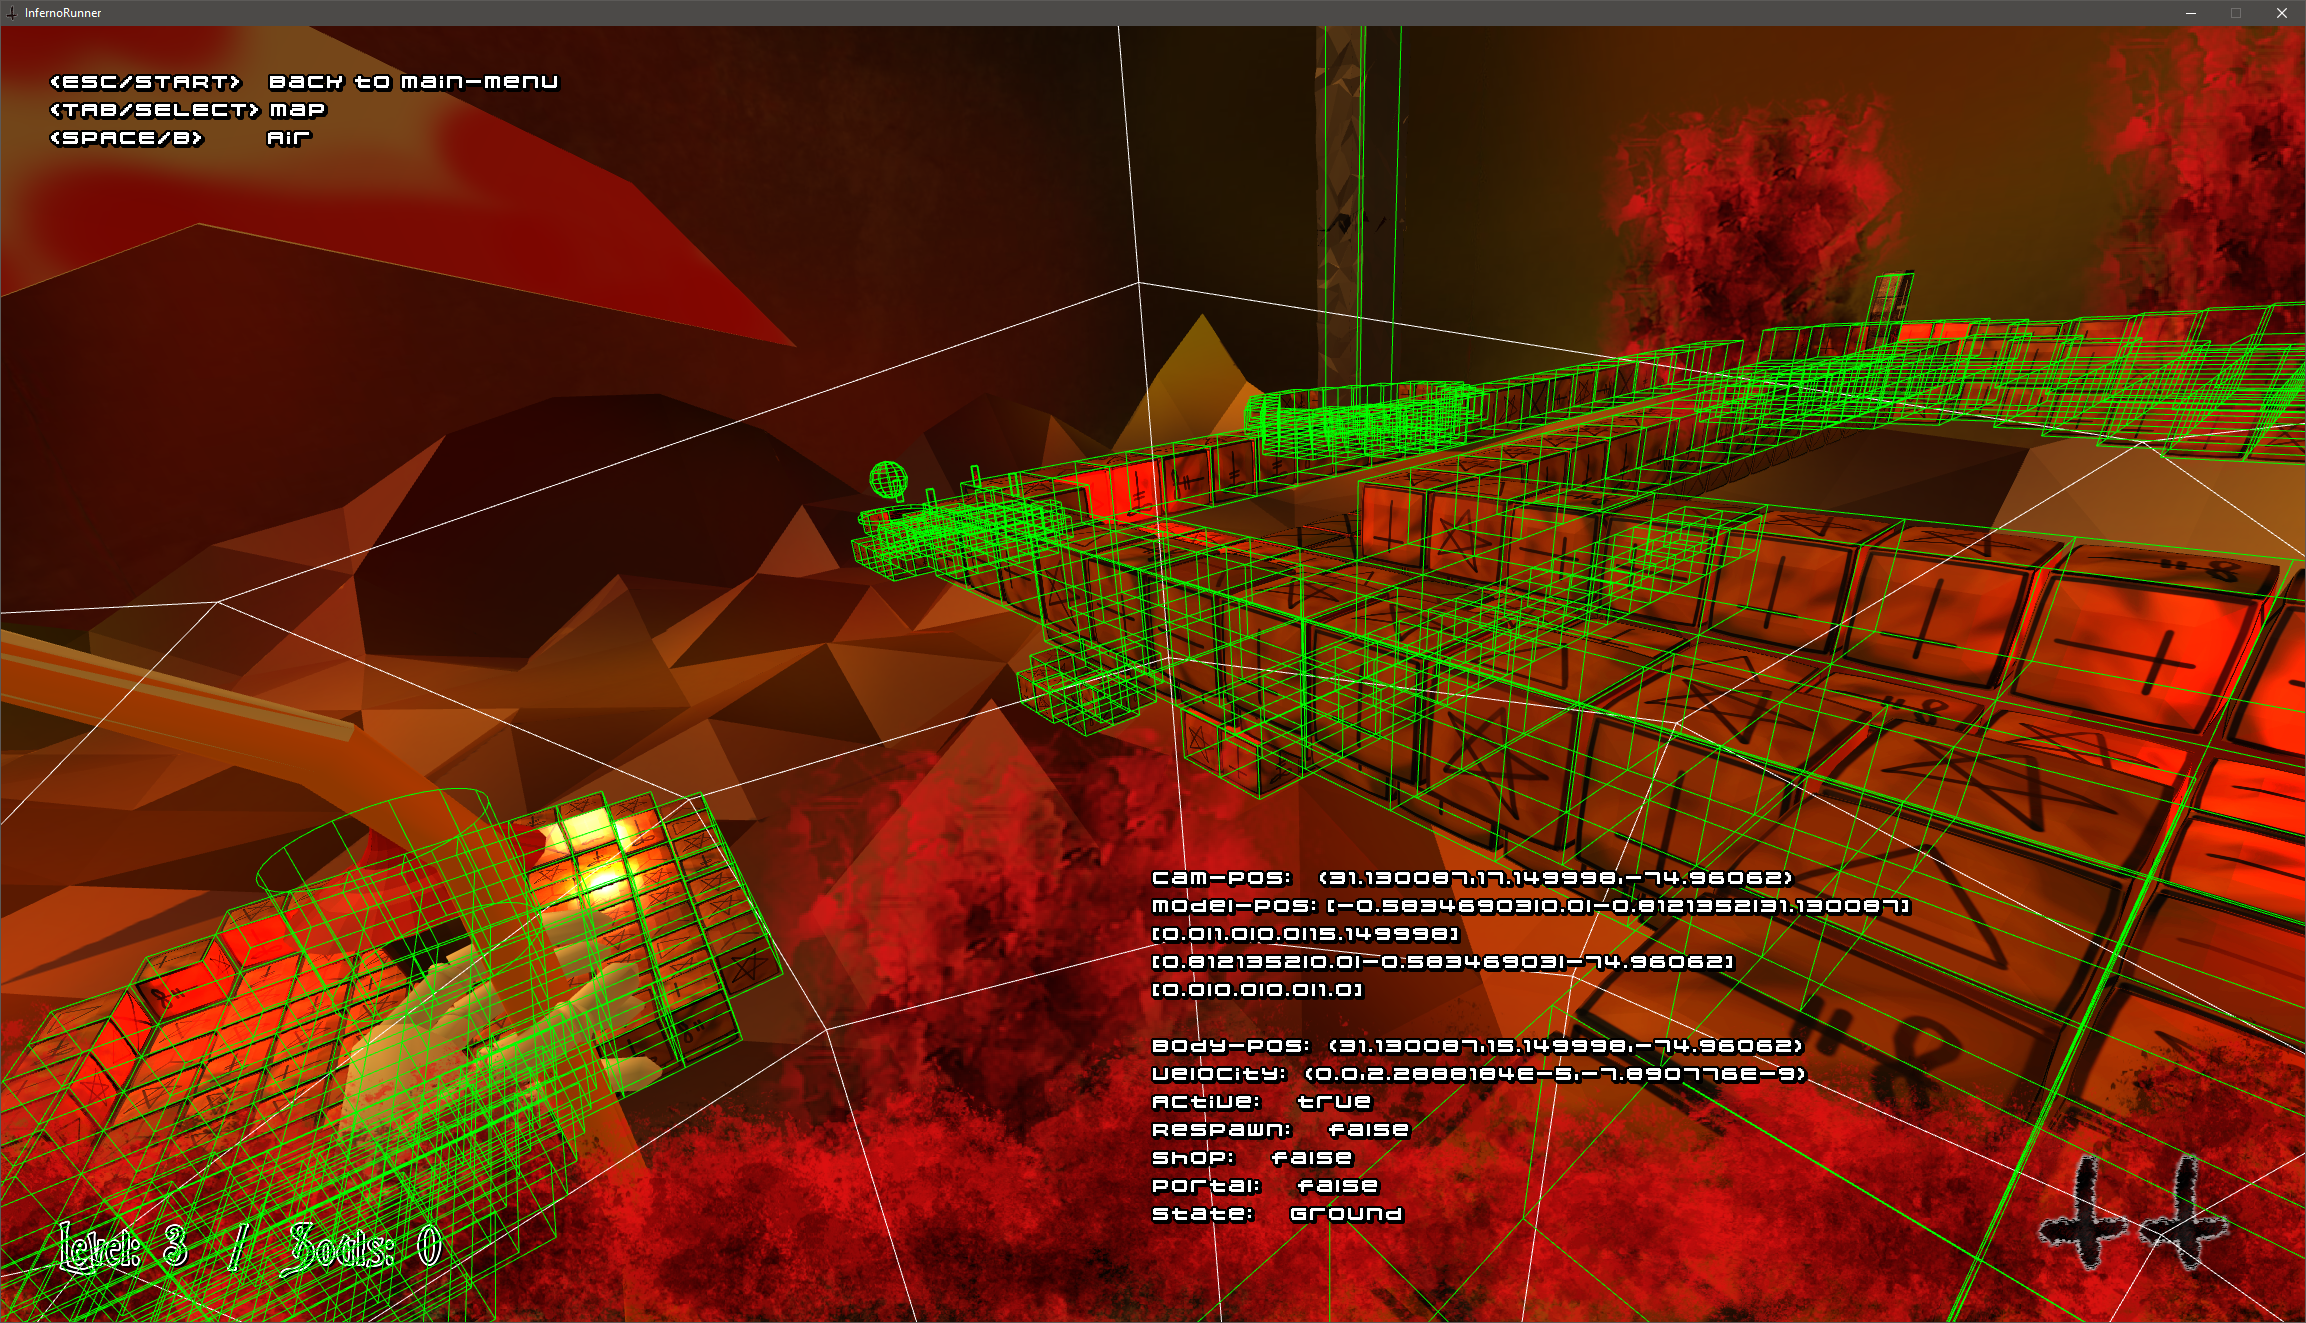 InfernoRunner
<ESC/START> Back to main-menu
<TAB/SELECT> map
<SPACE/B> Air
Cam-Pos: (31.130087,17.149998,-74.96062)
Model-Pos: [-0.58346903|0.0|-0.8121352|31.130087]
[0.0|1.0|0.0|15.149998]
[0.8121352|0.0|-0.58346903|-74.96062]
[0.0|0.0|0.0|1.0]
Body-Pos: (31.130087,15.149998,-74.96062)
Velocity: (0.0,2.2888184E-5,-7.890776E-9)
Active: true
Respawn: false
Shop: false
Portal: false
State: Ground
Level: 3 / Souls: 0